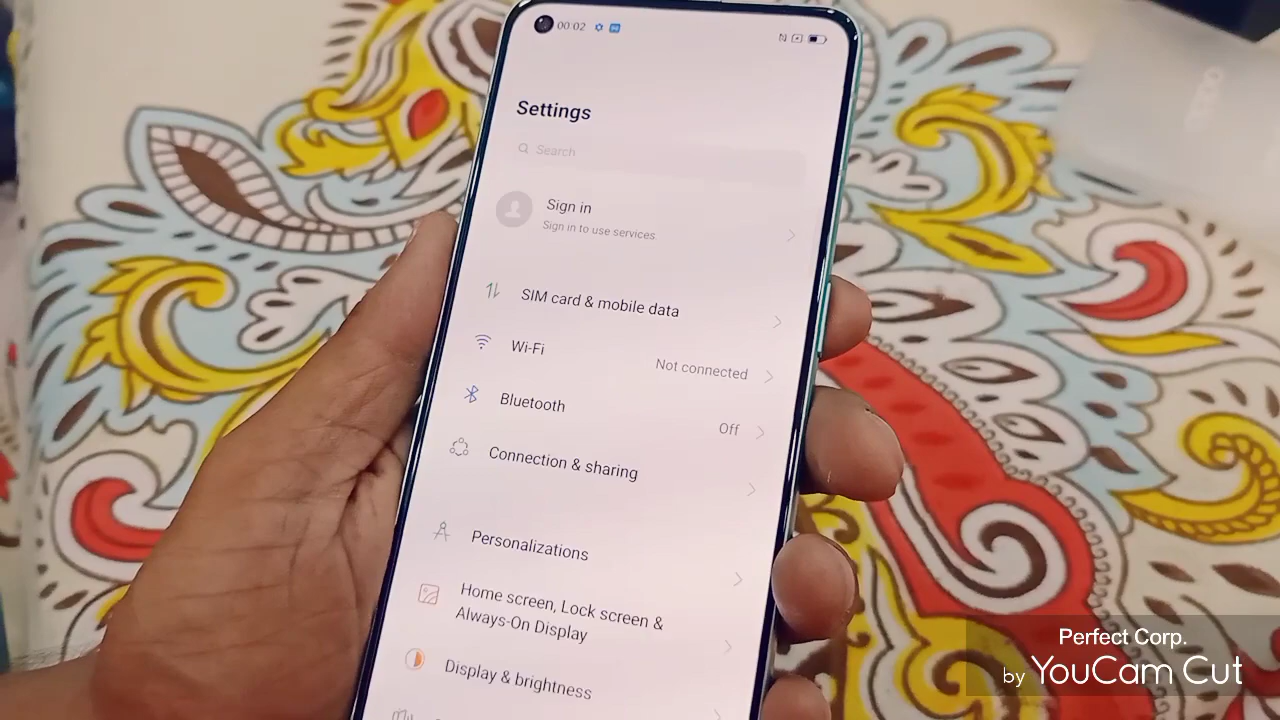 00:02
Settings
Search
Sign in
Sign in to use services
SIM card & mobile data
Wi-Fi
Not connected
Bluetooth
Off
Connection & sharing
Personalizations
Home screen, Lock screen &
Always-On Display
Display & brightness
Perfect Corp.
by YouCam Cut